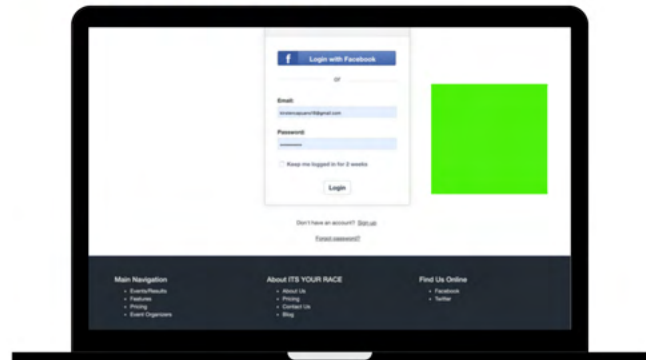 f Login with Facebook
or
Email:
Password:
Keep me logged in for 2 weeks
Login
Don't have an account? Sign up
Forgot password?
Main Navigation
Events/Results
Features
Pricing
Event Organizers
About ITS YOUR RACE
About Us
Pricing
Contact Us
Blog
Find Us Online
Facebook
Twitter